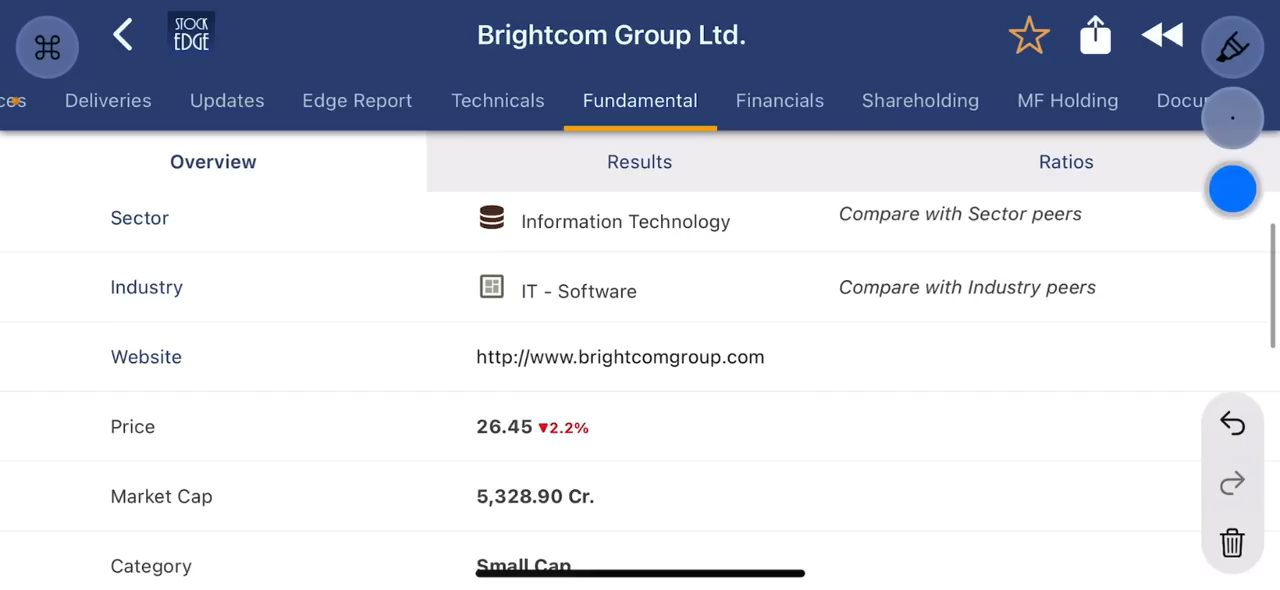 STOCK
EDGE
Brightcom Group Ltd.
ces
Deliveries
Updates
Edge Report
Technicals
Fundamental
Financials
Shareholding
MF Holding
Docu
Overview
Results
Ratios
Sector
Information Technology
Compare with Sector peers
Industry
IT - Software
Compare with Industry peers
Website
http://www.brightcomgroup.com
Price
26.45 ▼2.2%
Market Cap
5,328.90 Cr.
Category
Small Cap